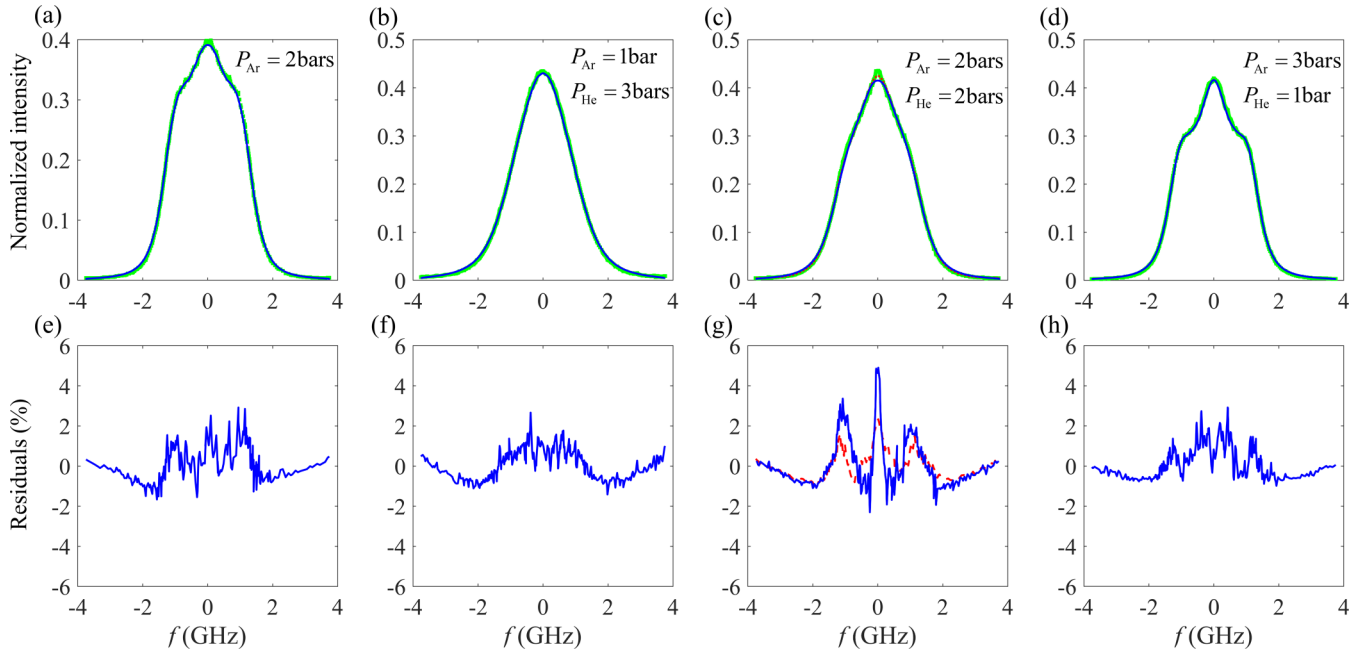 (a)
(b)
(c)
(d)
P_Ar = 2bars
P_Ar = 1bar
P_He = 3bars
P_Ar = 2bars
P_He = 2bars
P_Ar = 3bars
P_He = 1bar
Normalized intensity
0.4
0.3
0.2
0.1
0
0.5
0.4
0.3
0.2
0.1
0
0.5
0.4
0.3
0.2
0.1
0
0.5
0.4
0.3
0.2
0.1
0
-4 -2 0 2 4
-4 -2 0 2 4
-4 -2 0 2 4
-4 -2 0 2 4
(e)
(f)
(g)
(h)
Residuals (%)
6
4
2
0
-2
-4
-6
6
4
2
0
-2
-4
-6
6
4
2
0
-2
-4
-6
6
4
2
0
-2
-4
-6
-4 -2 0 2 4
-4 -2 0 2 4
-4 -2 0 2 4
-4 -2 0 2 4
f (GHz)
f (GHz)
f (GHz)
f (GHz)